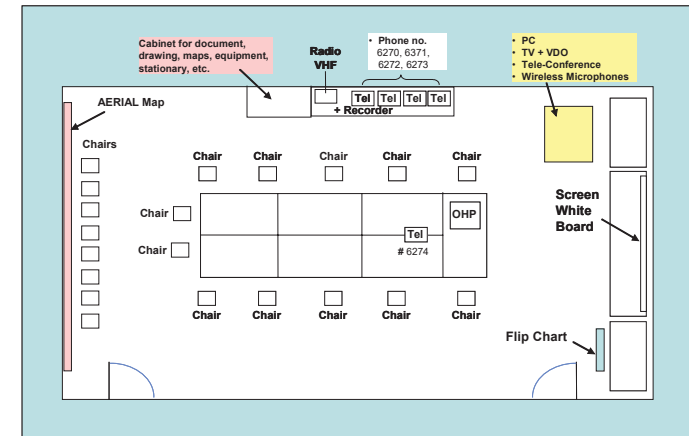 Cabinet for document,
drawing, maps, equipment,
stationary, etc.
Radio
VHF
• Phone no.
6270, 6371,
6272, 6273
• PC
• TV + VDO
• Tele-Conference
• Wireless Microphones
AERIAL Map
Tel Tel Tel Tel
+ Recorder
Chairs
Chair Chair Chair Chair Chair
Chair
Chair
OHP
Tel
# 6274
Screen
White
Board
Chair Chair Chair Chair Chair
Flip Chart